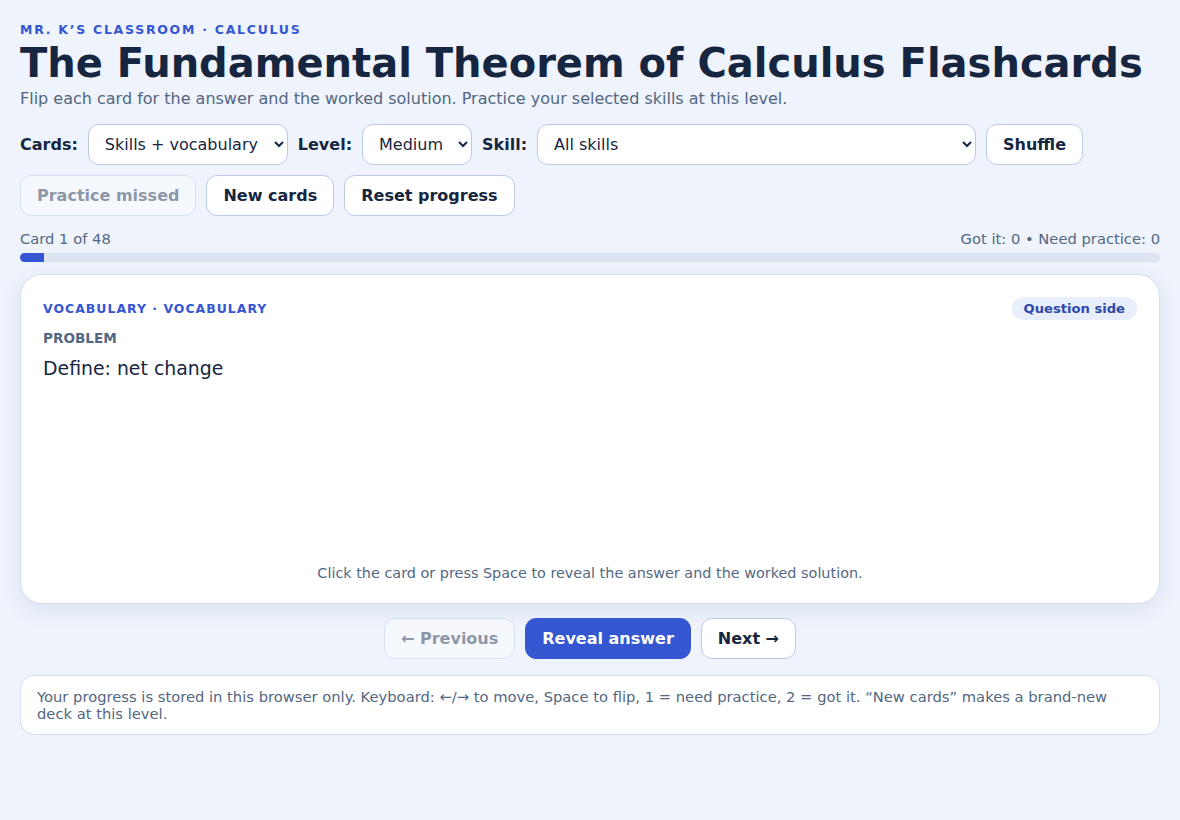 MR. K’S CLASSROOM · CALCULUS
The Fundamental Theorem of Calculus Flashcards
Flip each card for the answer and the worked solution. Practice your selected skills at this level.
Cards: Skills + vocabulary Level: Medium Skill: All skills Shuffle
Practice missed New cards Reset progress
Card 1 of 48 Got it: 0 • Need practice: 0
VOCABULARY · VOCABULARY Question side
PROBLEM
Define: net change
Click the card or press Space to reveal the answer and the worked solution.
← Previous Reveal answer Next →
Your progress is stored in this browser only. Keyboard: ←/→ to move, Space to flip, 1 = need practice, 2 = got it. “New cards” makes a brand-new
deck at this level.